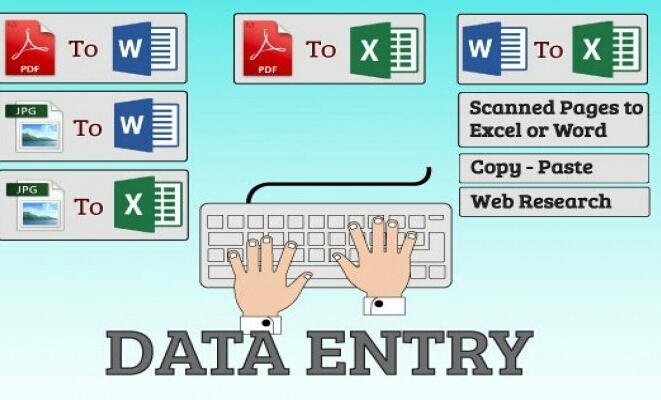 PDF To W
PDF To X
W To X
JPG To W
Scanned Pages to
Excel or Word
Copy - Paste
JPG To X
Web Research
DATA ENTRY